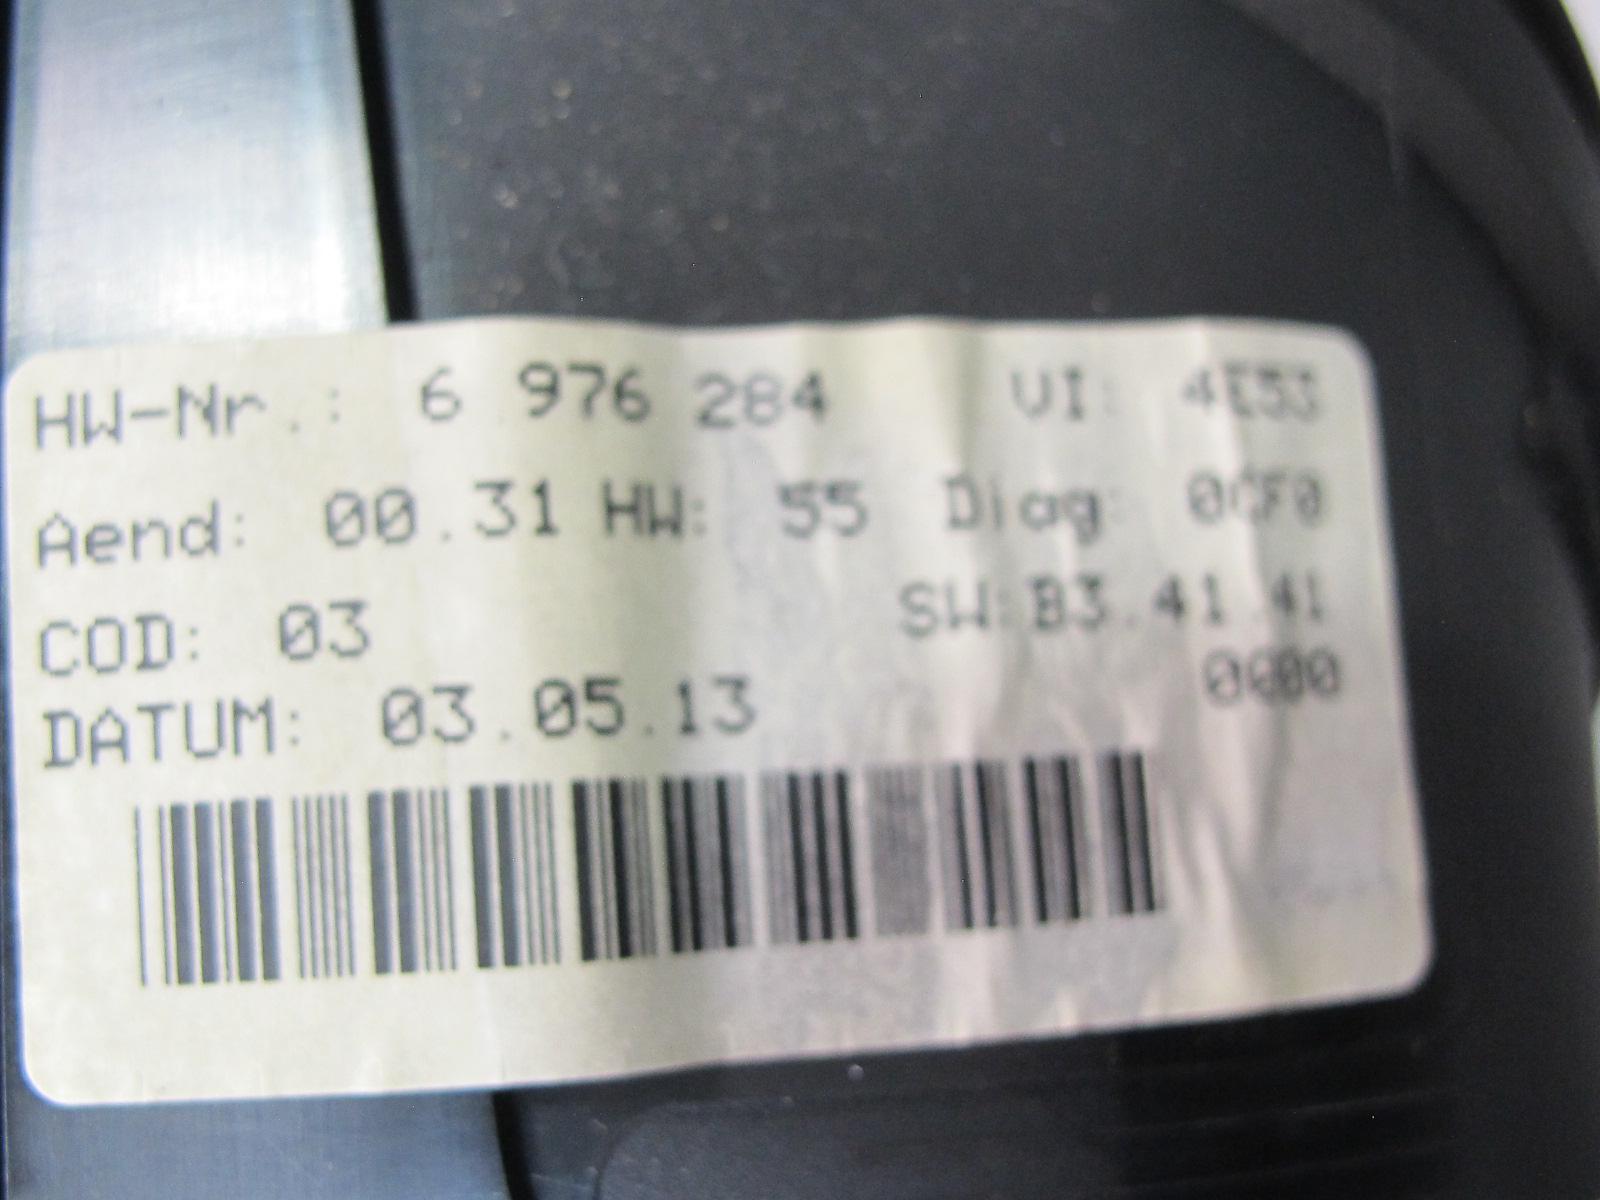 HW-Nr.: 6 976 284 VI: 4E53
Aend: 00.31 HW: 55 Diag: 0CF0
COD: 03 SW:B3.41.41
0000
DATUM: 03.05.13